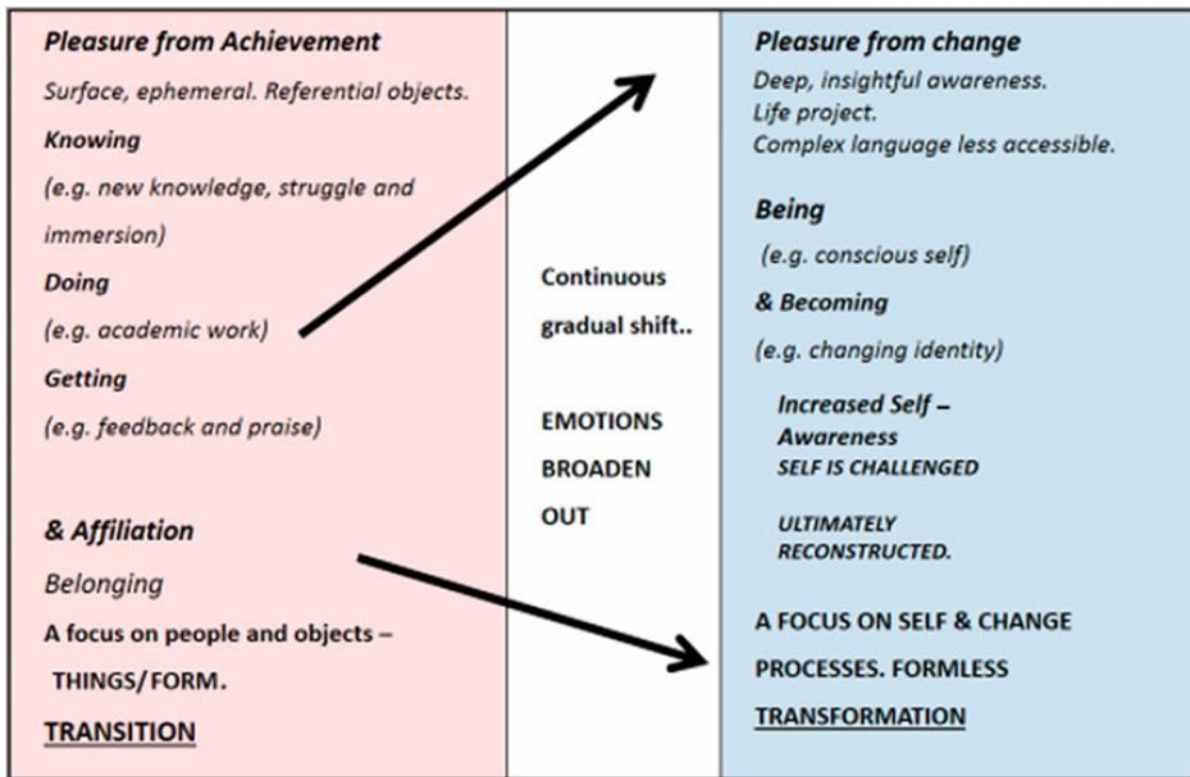 Pleasure from Achievement
Surface, ephemeral. Referential objects.
Knowing
(e.g. new knowledge, struggle and
immersion)
Doing
(e.g. academic work)
Getting
(e.g. feedback and praise)
& Affiliation
Belonging
A focus on people and objects –
THINGS/FORM.
TRANSITION
Continuous
gradual shift..
EMOTIONS
BROADEN
OUT
Pleasure from change
Deep, insightful awareness.
Life project.
Complex language less accessible.
Being
(e.g. conscious self)
& Becoming
(e.g. changing identity)
Increased Self –
Awareness
SELF IS CHALLENGED
ULTIMATELY
RECONSTRUCTED.
A FOCUS ON SELF & CHANGE
PROCESSES. FORMLESS
TRANSFORMATION